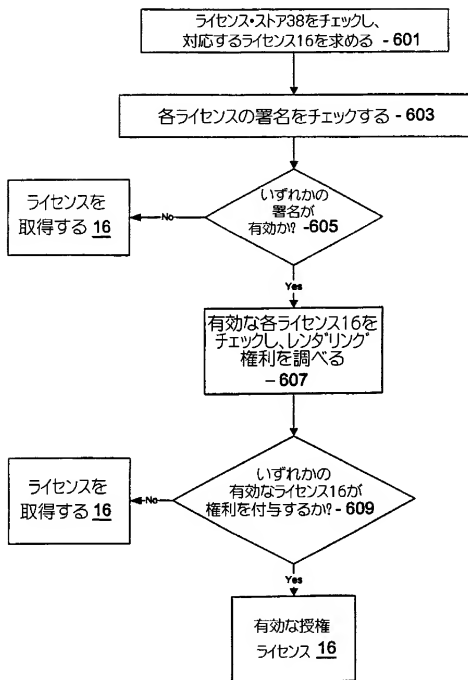 ライセンス・ストア38をチェックし、
対応するライセンス16を求める - 601
各ライセンスの署名をチェックする - 603
いずれかの
署名が
有効か? -605
No
ライセンスを
取得する 16
Yes
有効な各ライセンス16を
チェックし、レンダリング
権利を調べる
- 607
いずれかの
有効なライセンス16が
権利を付与するか? - 609
No
ライセンスを
取得する 16
Yes
有効な授権
ライセンス 16